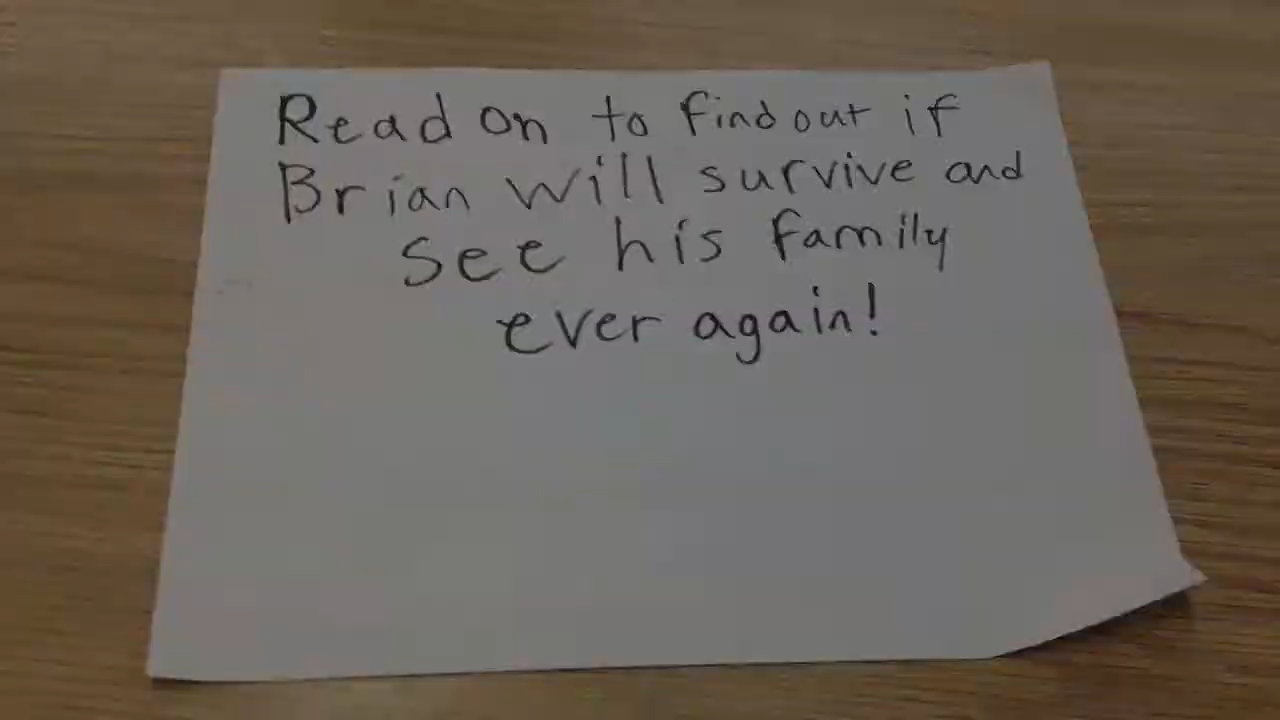 Read on to find out if
Brian will survive and
see his family
ever again!